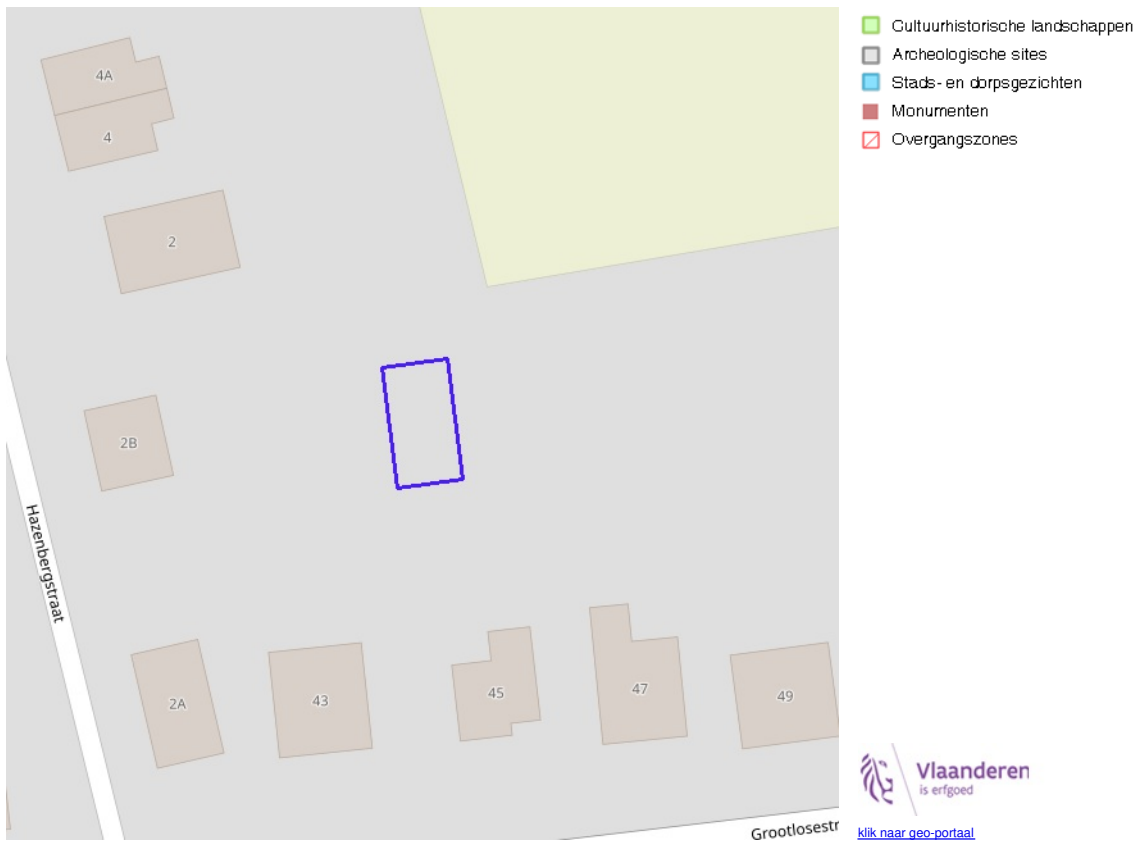 4A
4
2
2B
Hazenbergstraat
2A
43
45
47
49
Grootlosestr
Cultuurhistorische landschappen
Archeologische sites
Stads- en dorpsgezichten
Monumenten
Overgangszones
Vlaanderen
is erfgoed
klik naar geo-portaal